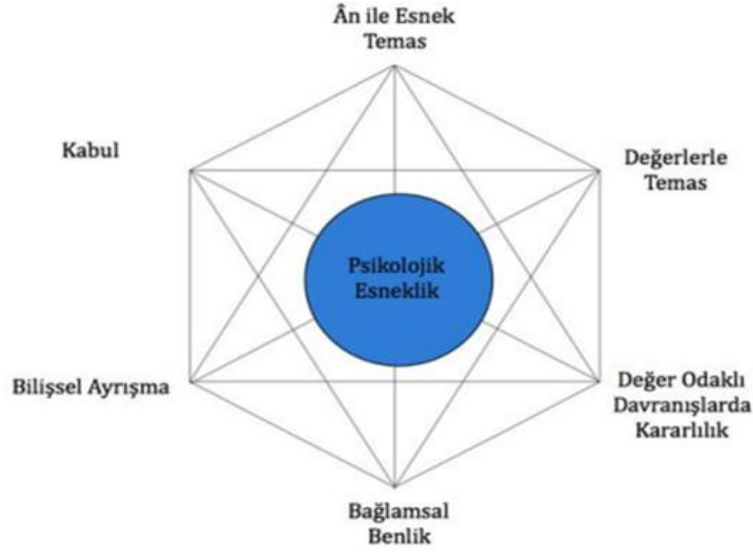 Ân ile Esnek
Temas
Kabul
Değerlerle
Temas
Psikolojik
Esneklik
Bilişsel Ayrışma
Değer Odaklı
Davranışlarda
Kararlılık
Bağlamsal
Benlik